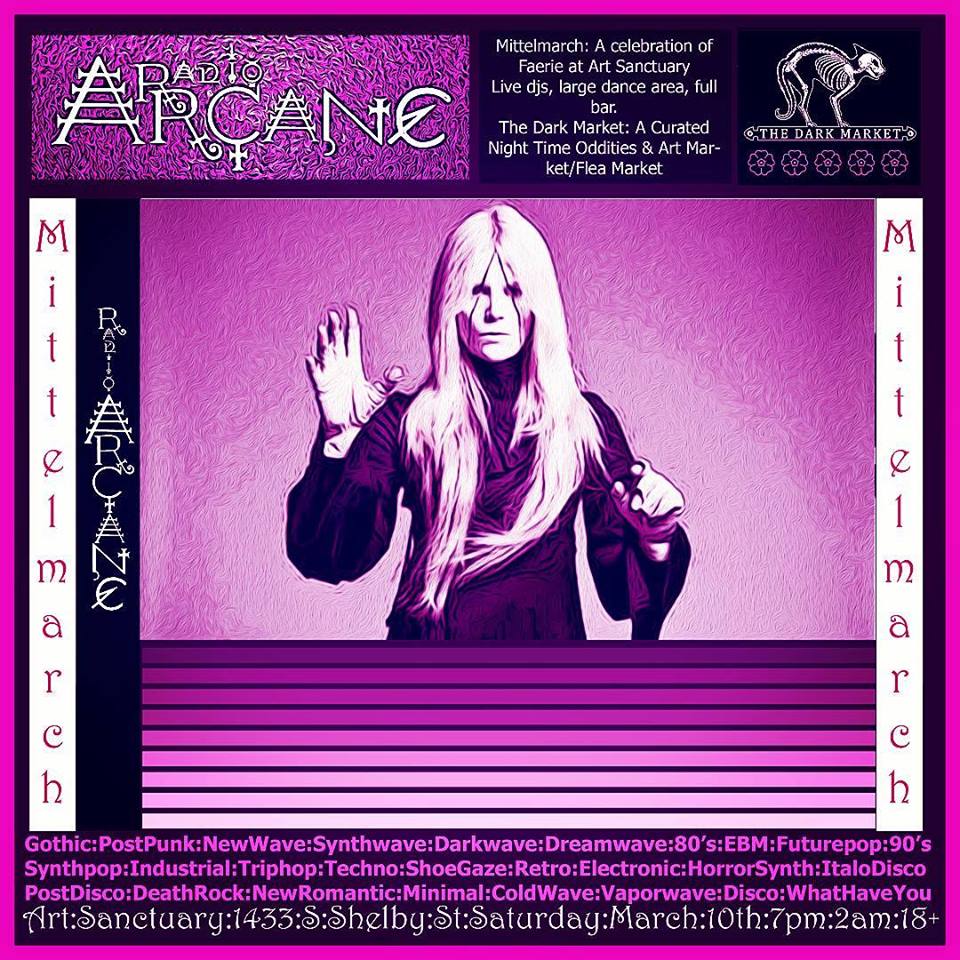 RADIO
ARCANE
Mittelmarch: A celebration of
Faerie at Art Sanctuary
Live djs, large dance area, full
bar.
The Dark Market: A Curated
Night Time Oddities & Art Mar-
ket/Flea Market
THE DARK MARKET
Mittelmarch
RADIO ARCANE
Mittelmarch
Gothic:PostPunk:NewWave:Synthwave:Darkwave:Dreamwave:80's:EBM:Futurepop:90's
Synthpop:Industrial:Triphop:Techno:ShoeGaze:Retro:Electronic:HorrorSynth:ItaloDisco
PostDisco:DeathRock:NewRomantic:Minimal:ColdWave:Vaporwave:Disco:WhatHaveYou
Art:Sanctuary:1433:S:Shelby:St:Saturday:March:10th:7pm:2am:18+